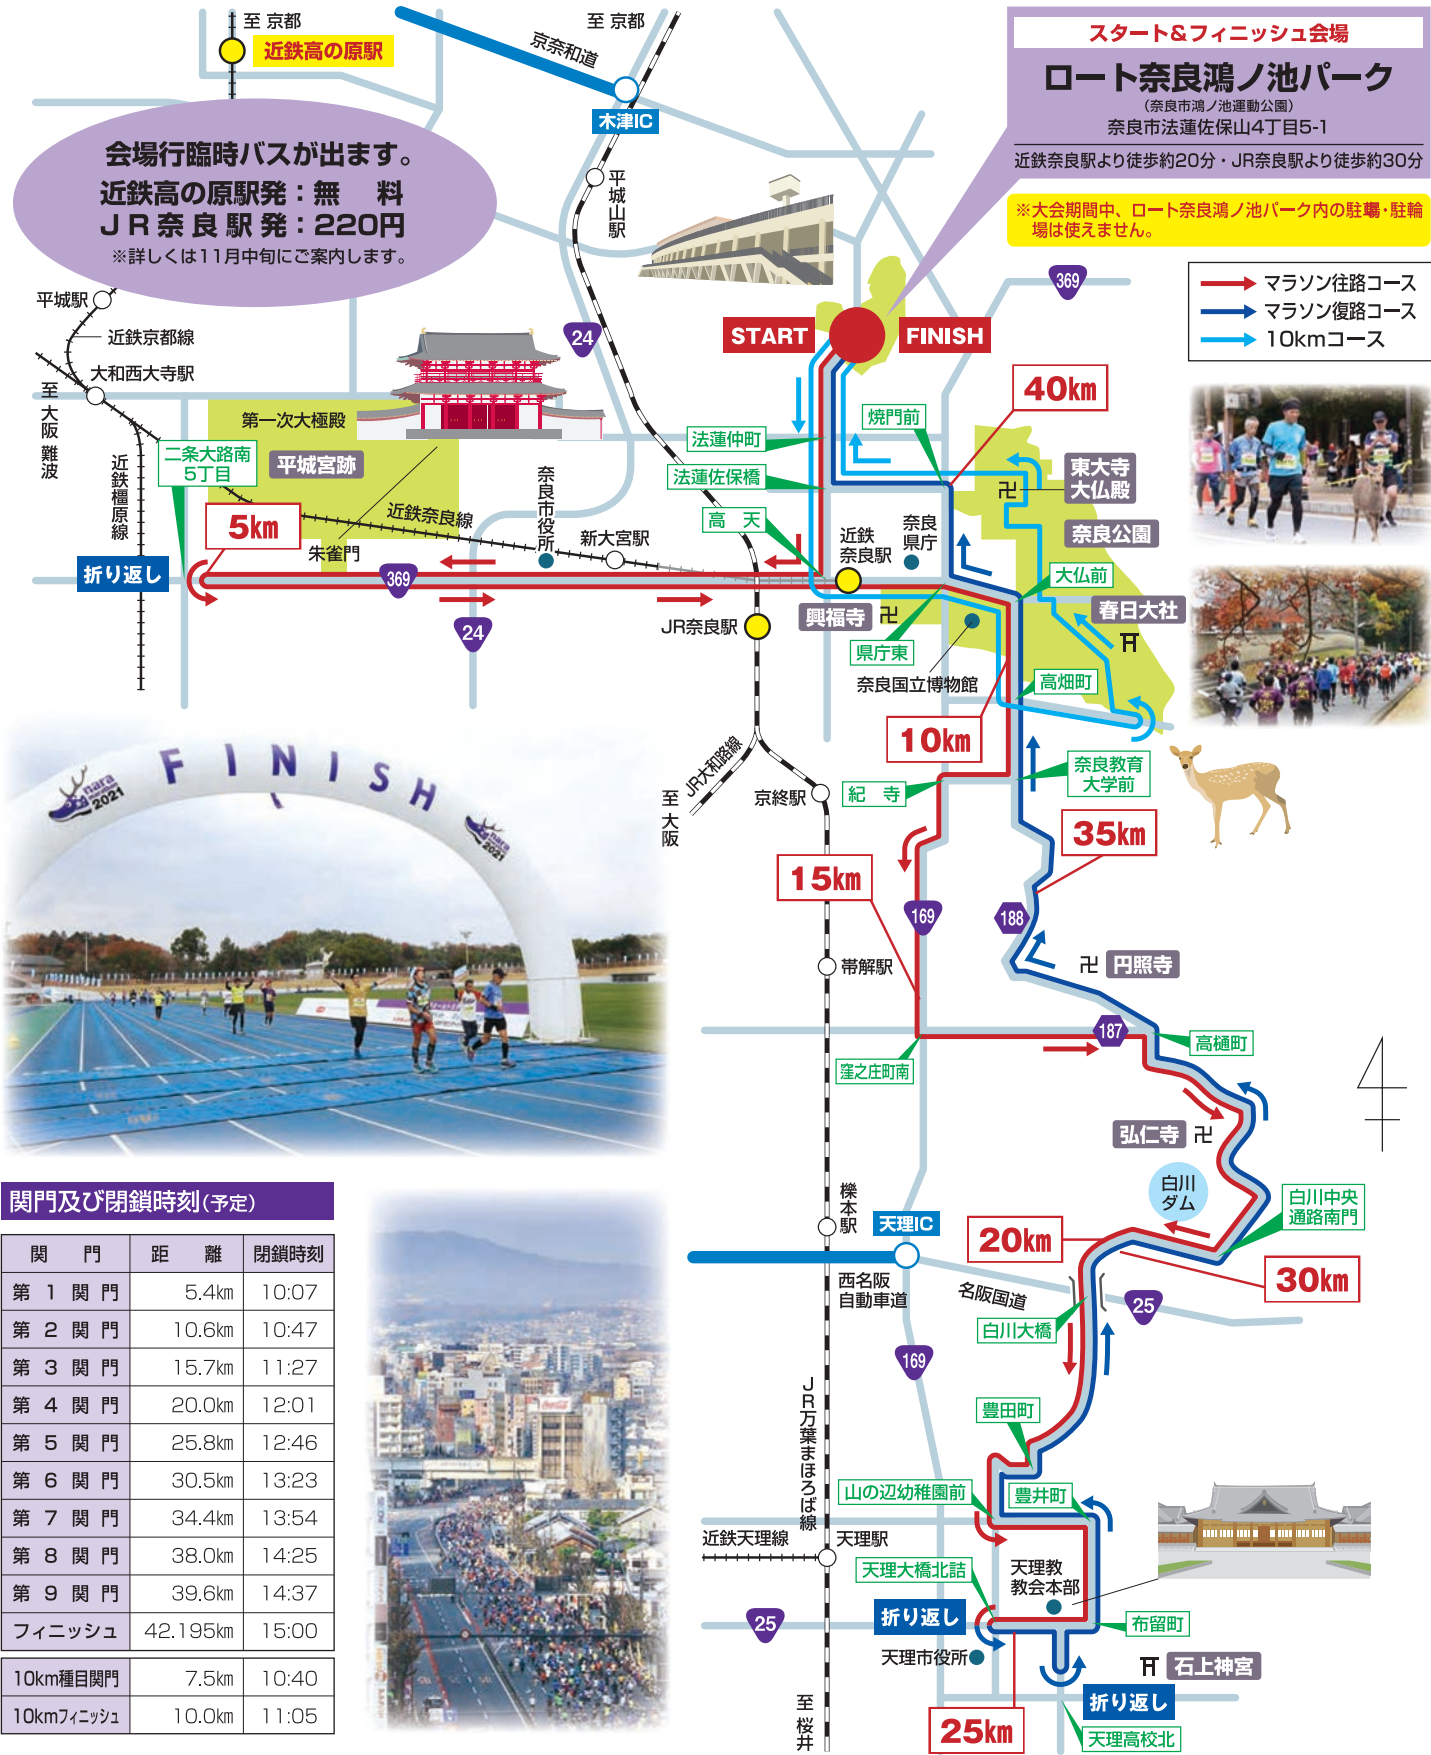 至 京都
近鉄高の原駅
京奈和道
至 京都
木津IC
スタート&フィニッシュ会場
ロート奈良鴻ノ池パーク
(奈良市鴻ノ池運動公園)
奈良市法蓮佐保山4丁目5-1
近鉄奈良駅より徒歩約20分・JR奈良駅より徒歩約30分
※大会期間中、ロート奈良鴻ノ池パーク内の駐車場・駐輪
場は使えません。
会場行臨時バスが出ます。
近鉄高の原駅発:無 料
JR奈良駅発:220円
※詳しくは11月中旬にご案内します。
平城山駅
369
マラソン往路コース
マラソン復路コース
10kmコース
平城駅
近鉄京都線
大和西大寺駅
至 大阪 難波
近鉄橿原線
24
START
FINISH
40km
第一次大極殿
二条大路南
5丁目
平城宮跡
5km
近鉄奈良線
朱雀門
折り返し
369
奈良市役所
新大宮駅
24
法蓮仲町
法蓮佐保橋
高 天
焼門前
東大寺
大仏殿
奈良公園
近鉄
奈良駅
奈良
県庁
大仏前
春日大社
JR奈良駅
興福寺
県庁東
奈良国立博物館
高畑町
10km
奈良教育
大学前
紀 寺
JR大和路線
至 大阪
京終駅
35km
15km
169
188
帯解駅
円照寺
187
高樋町
窪之庄町南
弘仁寺
白川
ダム
白川中央
通路南門
櫟本駅
天理IC
20km
30km
西名阪
自動車道
名阪国道
25
白川大橋
169
JR万葉まほろば線
豊田町
山の辺幼稚園前
豊井町
近鉄天理線
天理駅
天理大橋北詰
天理教
教会本部
折り返し
25
布留町
天理市役所
石上神宮
折り返し
至 桜井
25km
天理高校北
FINISH
nara
2021
nara
2021
関門及び閉鎖時刻(予定)
関 門 距 離 閉鎖時刻
第1関門 5.4km 10:07
第2関門 10.6km 10:47
第3関門 15.7km 11:27
第4関門 20.0km 12:01
第5関門 25.8km 12:46
第6関門 30.5km 13:23
第7関門 34.4km 13:54
第8関門 38.0km 14:25
第9関門 39.6km 14:37
フィニッシュ 42.195km 15:00
10km種目関門 7.5km 10:40
10kmフィニッシュ 10.0km 11:05